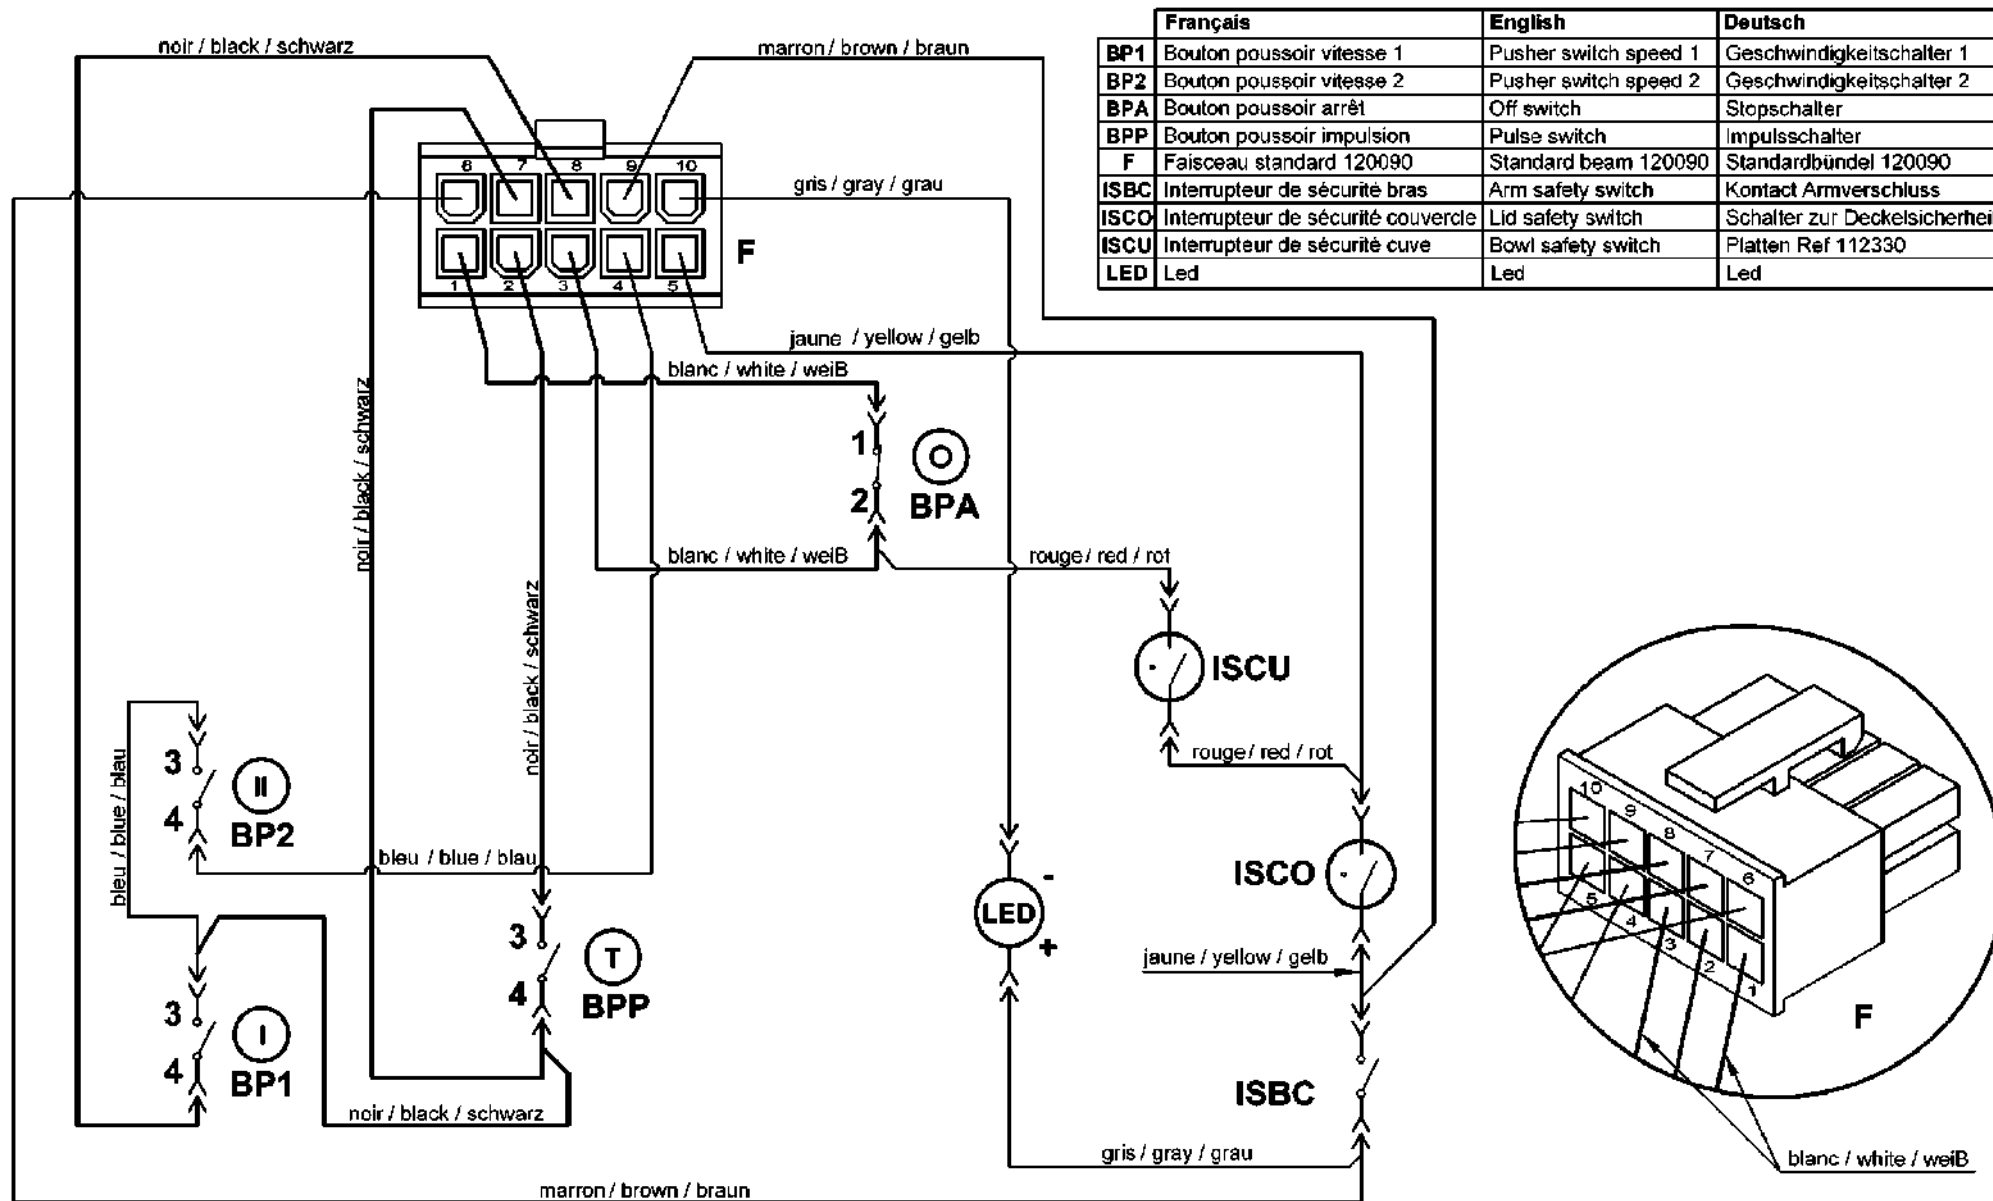 Français English Deutsch
BP1 Bouton poussoir vitesse 1 Pusher switch speed 1 Geschwindigkeitschalter 1
BP2 Bouton poussoir vitesse 2 Pusher switch speed 2 Geschwindigkeitschalter 2
BPA Bouton poussoir arrêt Off switch Stopschalter
BPP Bouton poussoir impulsion Pulse switch Impulsschalter
F Faisceau standard 120090 Standard beam 120090 Standardbündel 120090
ISBC Interrupteur de sécurité bras Arm safety switch Kontact Armverschluss
ISCO Interrupteur de sécurité couvercle Lid safety switch Schalter zur Deckelsicherhei
ISCU Interrupteur de sécurité cuve Bowl safety switch Platten Ref 112330
LED Led Led Led
noir / black / schwarz
marron / brown / braun
6 7 8 9 10
gris / gray / grau
F
1 2 3 4 5
jaune / yellow / gelb
blanc / white / weiB
noir / black / schwarz
1
O
2
BPA
blanc / white / weiB
rouge / red / rot
noir / black / schwarz
ISCU
rouge / red / rot
bleu / blue / blau
3
II
4
BP2
bleu / blue / blau
ISCO
-
LED
+
3
T
4
BPP
jaune / yellow / gelb
3
I
4
BP1
noir / black / schwarz
ISBC
gris / gray / grau
marron / brown / braun
10 9 8 7 6
5 4 3 2 1
F
blanc / white / weiB